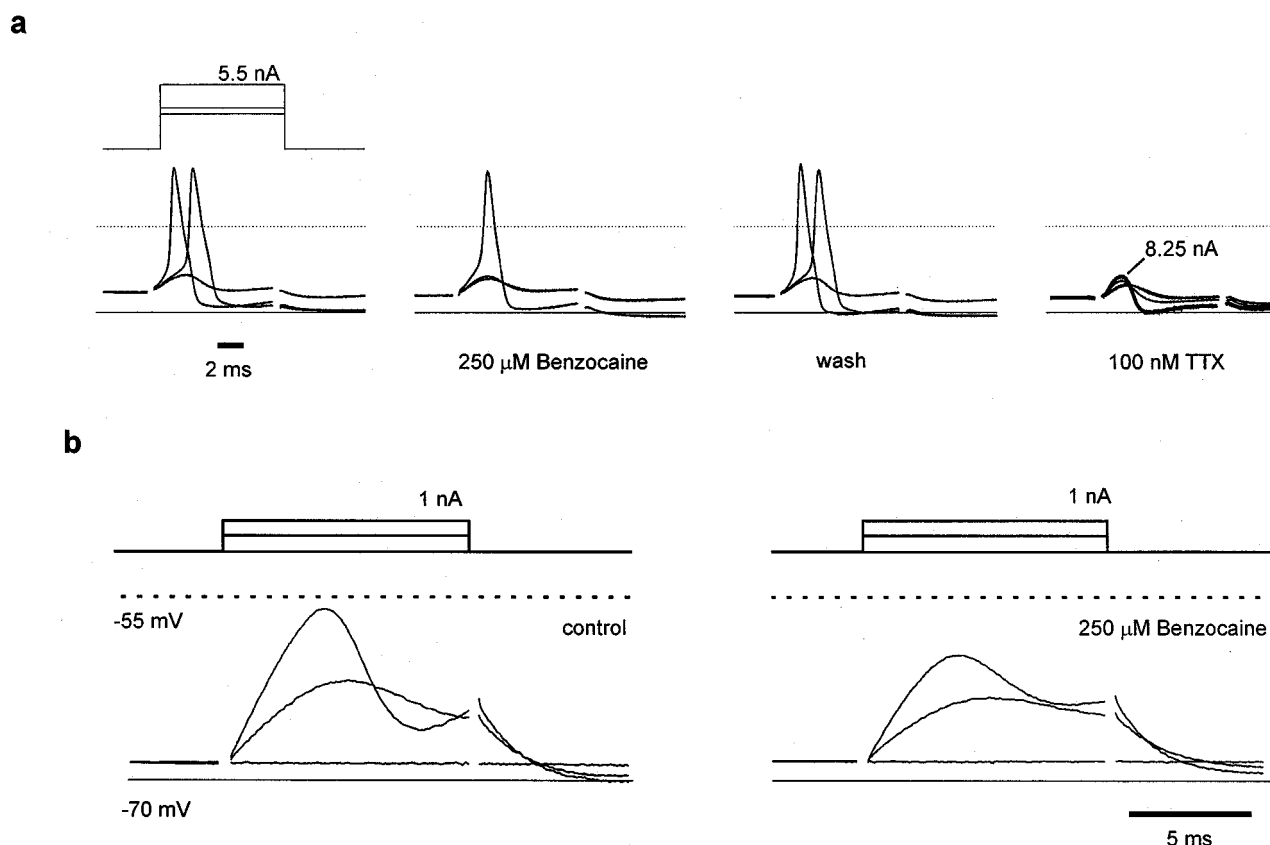 a
5.5 nA
8.25 nA
2 ms
250 μM Benzocaine
wash
100 nM TTX
b
1 nA
1 nA
-55 mV
control
250 μM Benzocaine
-70 mV
5 ms